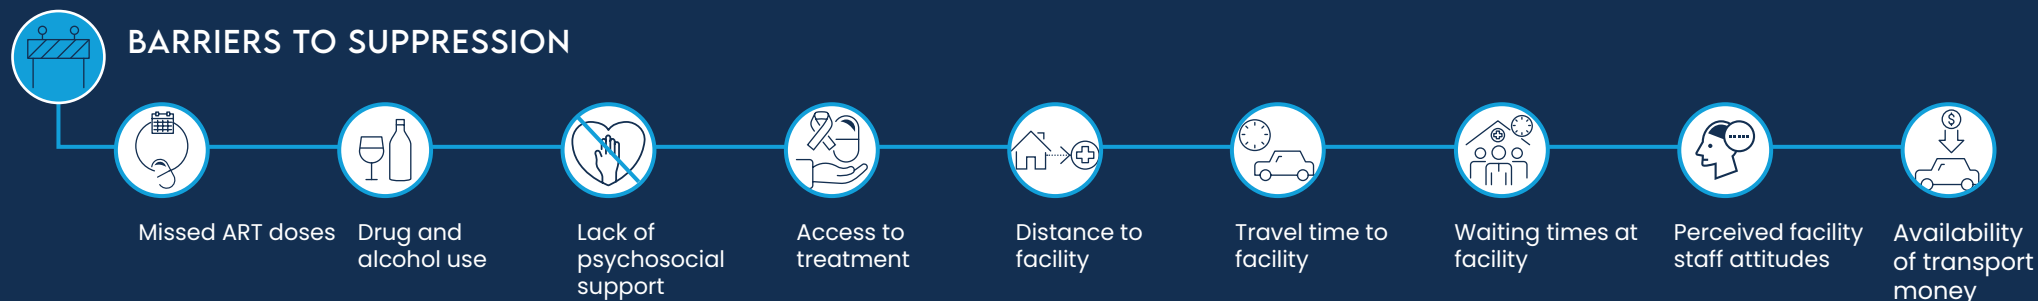 BARRIERS TO SUPPRESSION
Missed ART doses
Drug and
alcohol use
Lack of
psychosocial
support
Access to
treatment
Distance to
facility
Travel time to
facility
Waiting times at
facility
Perceived facility
staff attitudes
$
Availability
of transport
money